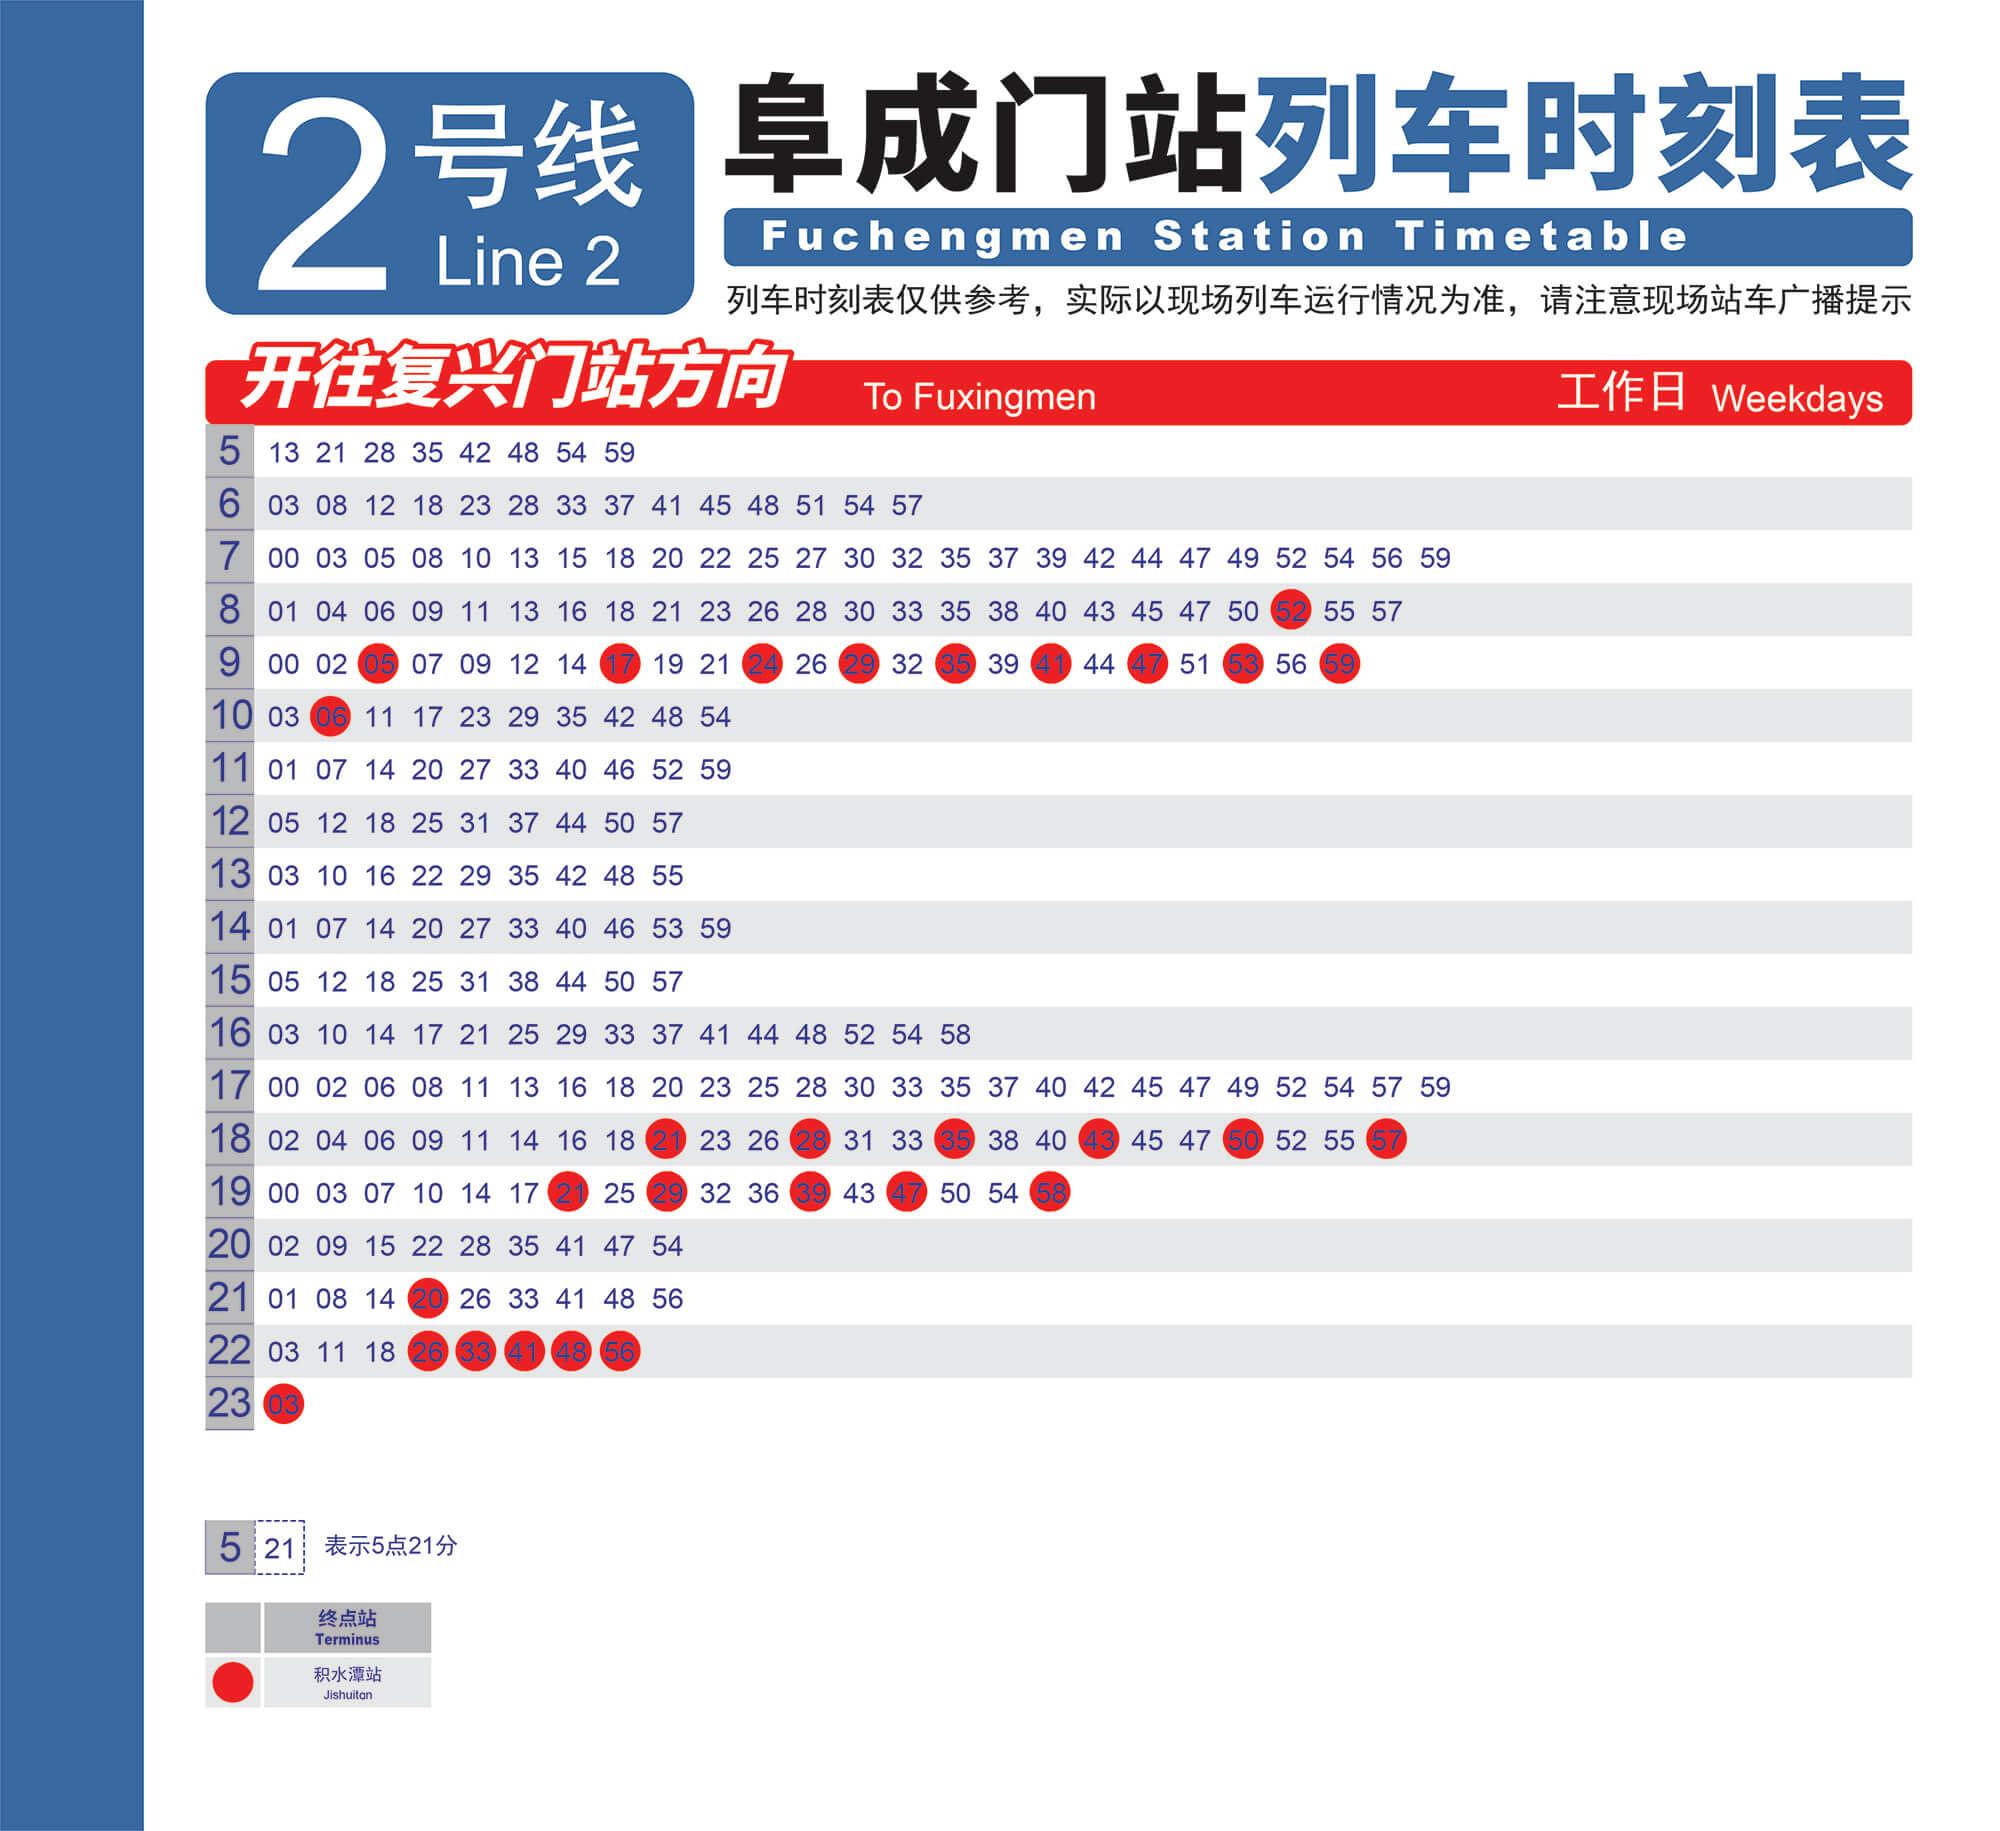 2号线
Line 2
阜成门站列车时刻表
Fuchengmen Station Timetable
列车时刻表仅供参考，实际以现场列车运行情况为准，请注意现场站车广播提示
开往复兴门站方向 To Fuxingmen 工作日 Weekdays
5 13 21 28 35 42 48 54 59
6 03 08 12 18 23 28 33 37 41 45 48 51 54 57
7 00 03 05 08 10 13 15 18 20 22 25 27 30 32 35 37 39 42 44 47 49 52 54 56 59
8 01 04 06 09 11 13 16 18 21 23 26 28 30 33 35 38 40 43 45 47 50 52 55 57
9 00 02 05 07 09 12 14 17 19 21 24 26 29 32 35 39 41 44 47 51 53 56 59
10 03 06 11 17 23 29 35 42 48 54
11 01 07 14 20 27 33 40 46 52 59
12 05 12 18 25 31 37 44 50 57
13 03 10 16 22 29 35 42 48 55
14 01 07 14 20 27 33 40 46 53 59
15 05 12 18 25 31 38 44 50 57
16 03 10 14 17 21 25 29 33 37 41 44 48 52 54 58
17 00 02 06 08 11 13 16 18 20 23 25 28 30 33 35 37 40 42 45 47 49 52 54 57 59
18 02 04 06 09 11 14 16 18 21 23 26 28 31 33 35 38 40 43 45 47 50 52 55 57
19 00 03 07 10 14 17 21 25 29 32 36 39 43 47 50 54 58
20 02 09 15 22 28 35 41 47 54
21 01 08 14 20 26 33 41 48 56
22 03 11 18 26 33 41 48 56
23 03
5 21 表示5点21分
终点站
Terminus
积水潭站
Jishuitan